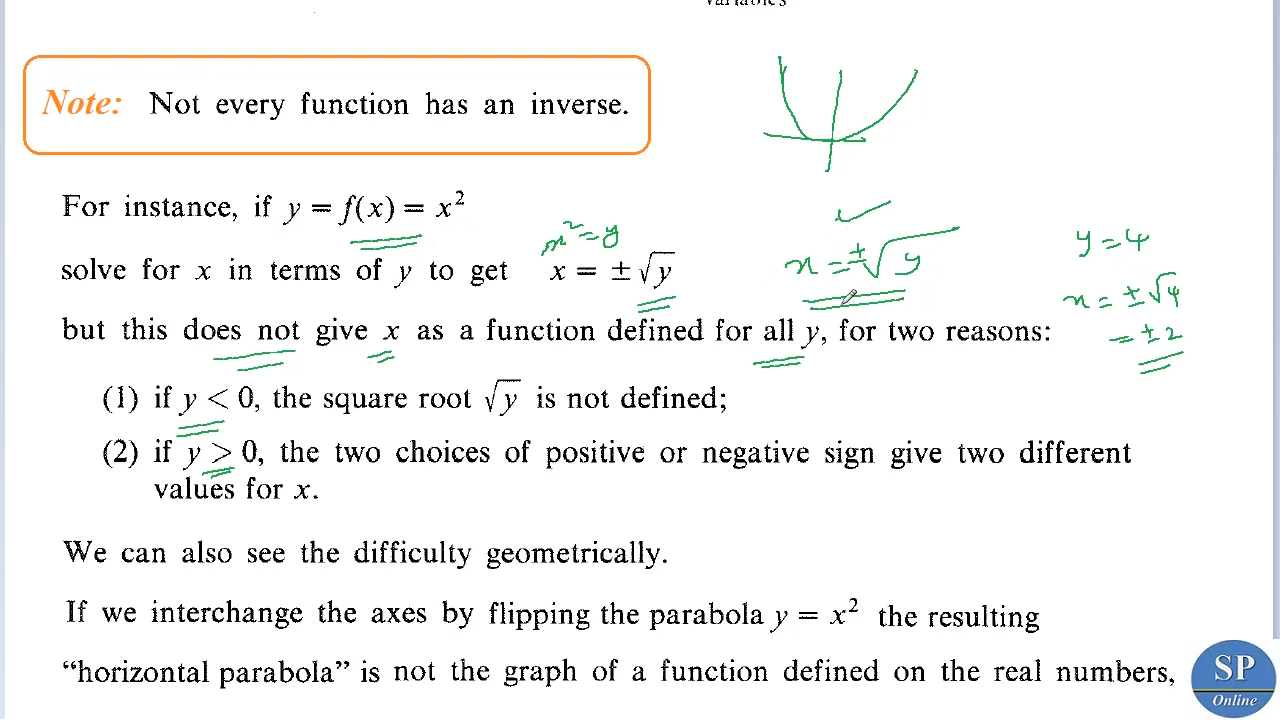 variables
Note: Not every function has an inverse.
For instance, if y = f(x) = x²
x² = y
solve for x in terms of y to get x = ± √y
x = ± √y
y = 4
x = ± √4
= ± 2
but this does not give x as a function defined for all y, for two reasons:
(1) if y < 0, the square root √y is not defined;
(2) if y > 0, the two choices of positive or negative sign give two different
values for x.
We can also see the difficulty geometrically.
If we interchange the axes by flipping the parabola y = x² the resulting
“horizontal parabola” is not the graph of a function defined on the real numbers,
SP
Online